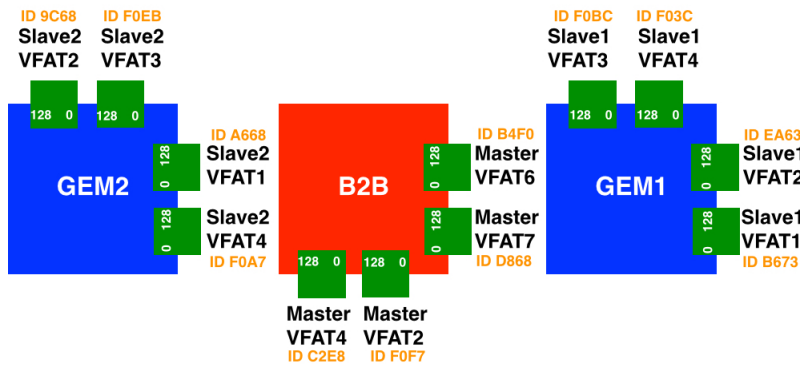 ID 9C68
Slave2
VFAT2
ID F0EB
Slave2
VFAT3
128 0
128 0
ID A668
Slave2
VFAT1
128
0
GEM2
128
0
Slave2
VFAT4
ID F0A7
B2B
ID B4F0
Master
VFAT6
128
0
128
0
Master
VFAT7
ID D868
128 0
128 0
Master
VFAT4
ID C2E8
Master
VFAT2
ID F0F7
ID F0BC
Slave1
VFAT3
ID F03C
Slave1
VFAT4
128 0
128 0
GEM1
ID EA63
Slave1
VFAT2
128
0
128
0
Slave1
VFAT1
ID B673